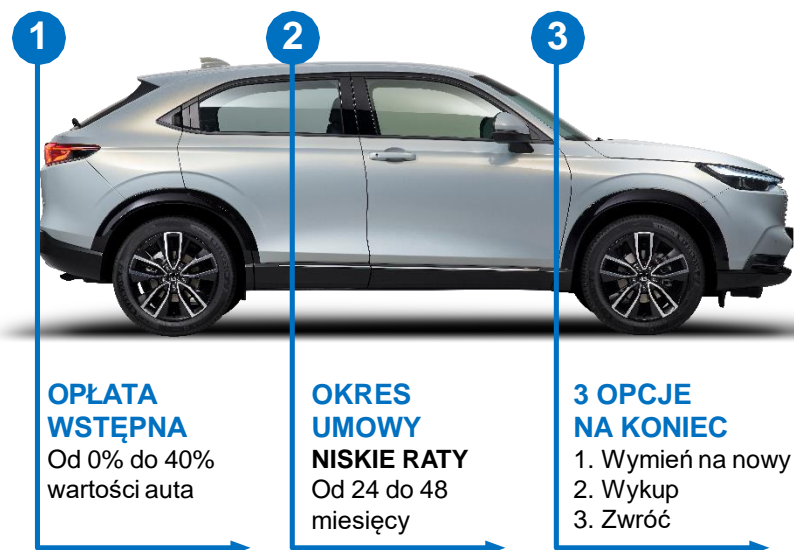 1
2
3
OPŁATA
WSTĘPNA
Od 0% do 40%
wartości auta
OKRES
UMOWY
NISKIE RATY
Od 24 do 48
miesięcy
3 OPCJE
NA KONIEC
1. Wymień na nowy
2. Wykup
3. Zwróć